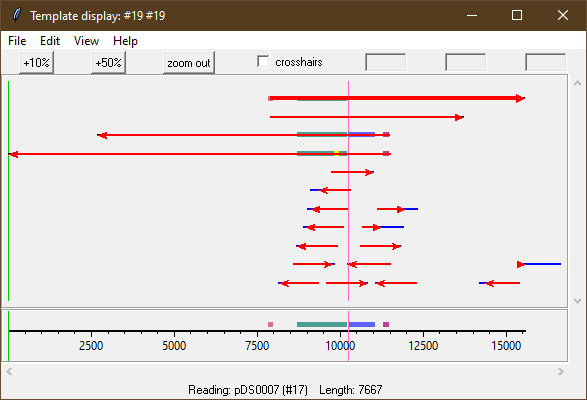 Template display: #19 #19
File Edit View Help
+10% +50% zoom out crosshairs
2500 5000 7500 10000 12500 15000
Reading: pDS0007 (#17) Length: 7667